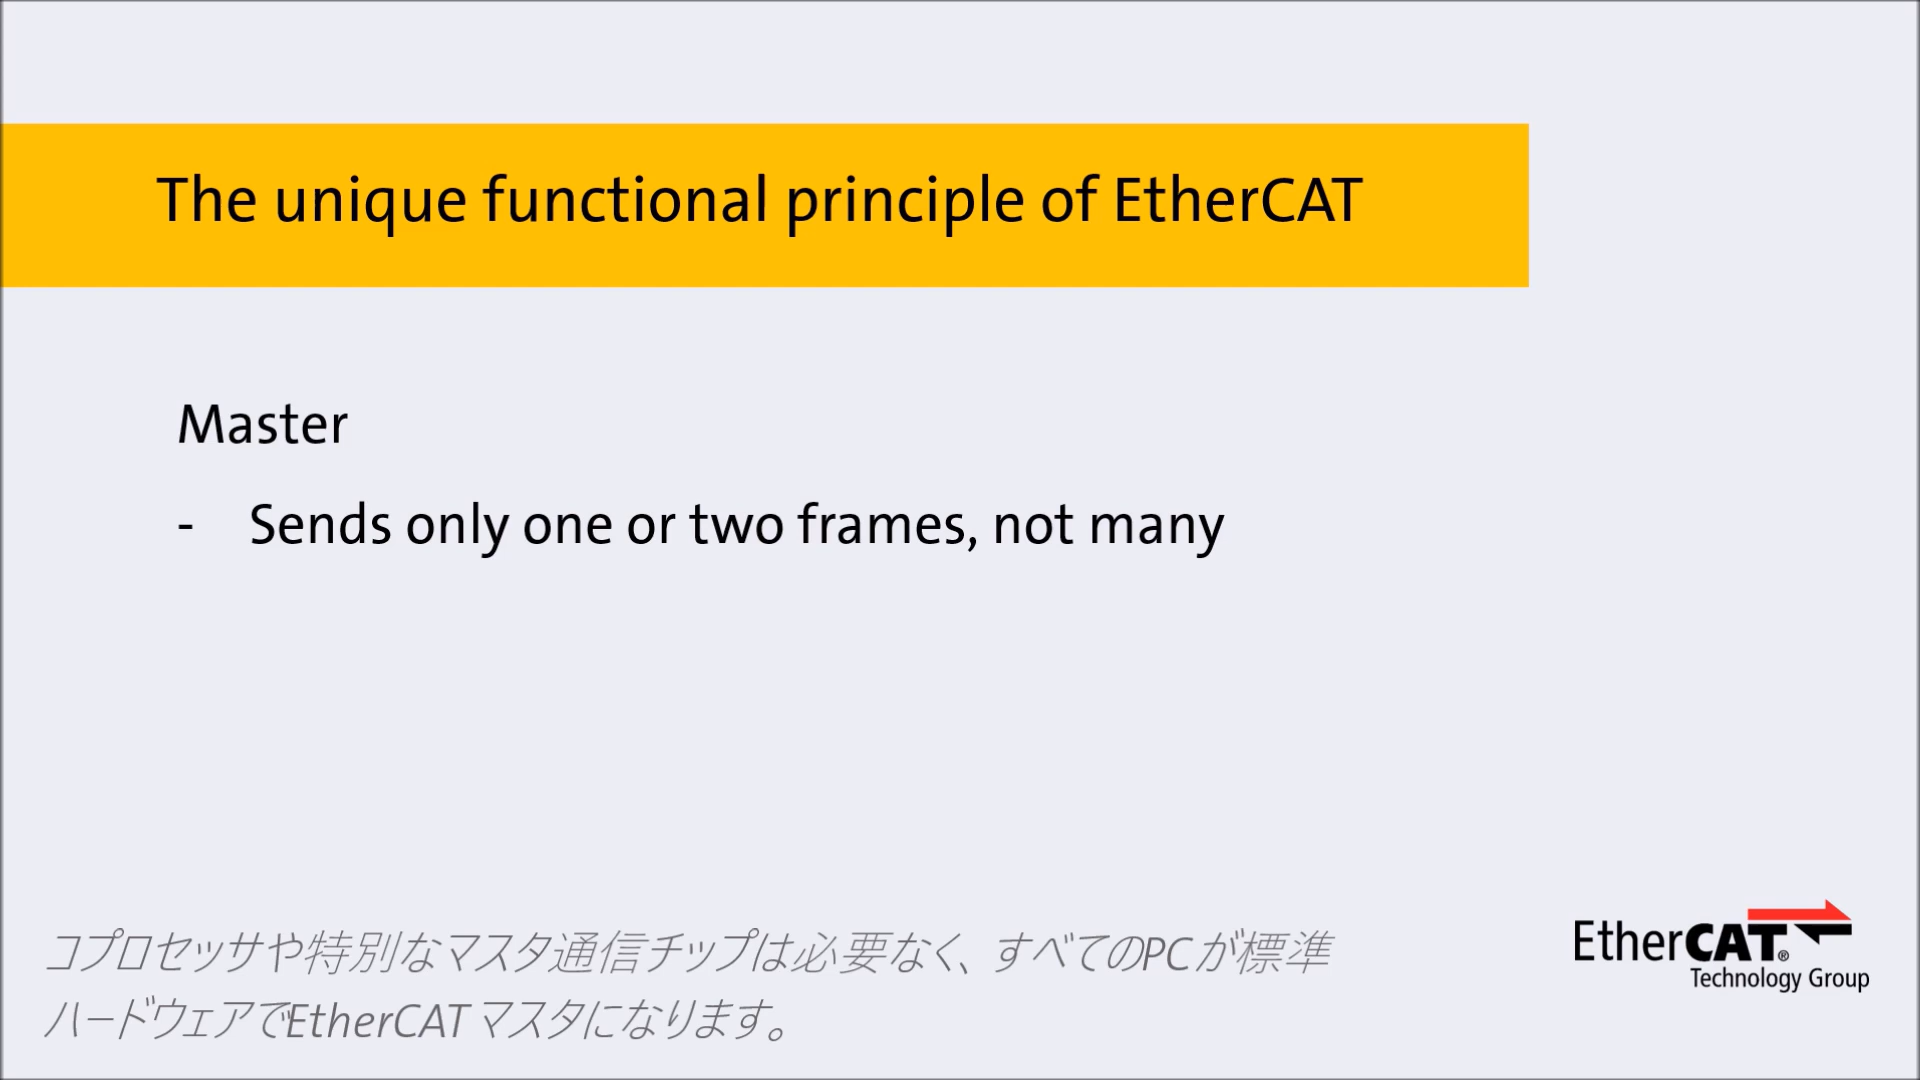 The unique functional principle of EtherCAT
Master
- Sends only one or two frames, not many
コプロセッサや特別なマスタ通信チップは必要なく、すべてのPCが標準
ハードウェアでEtherCATマスタになります。
EtherCAT®
Technology Group